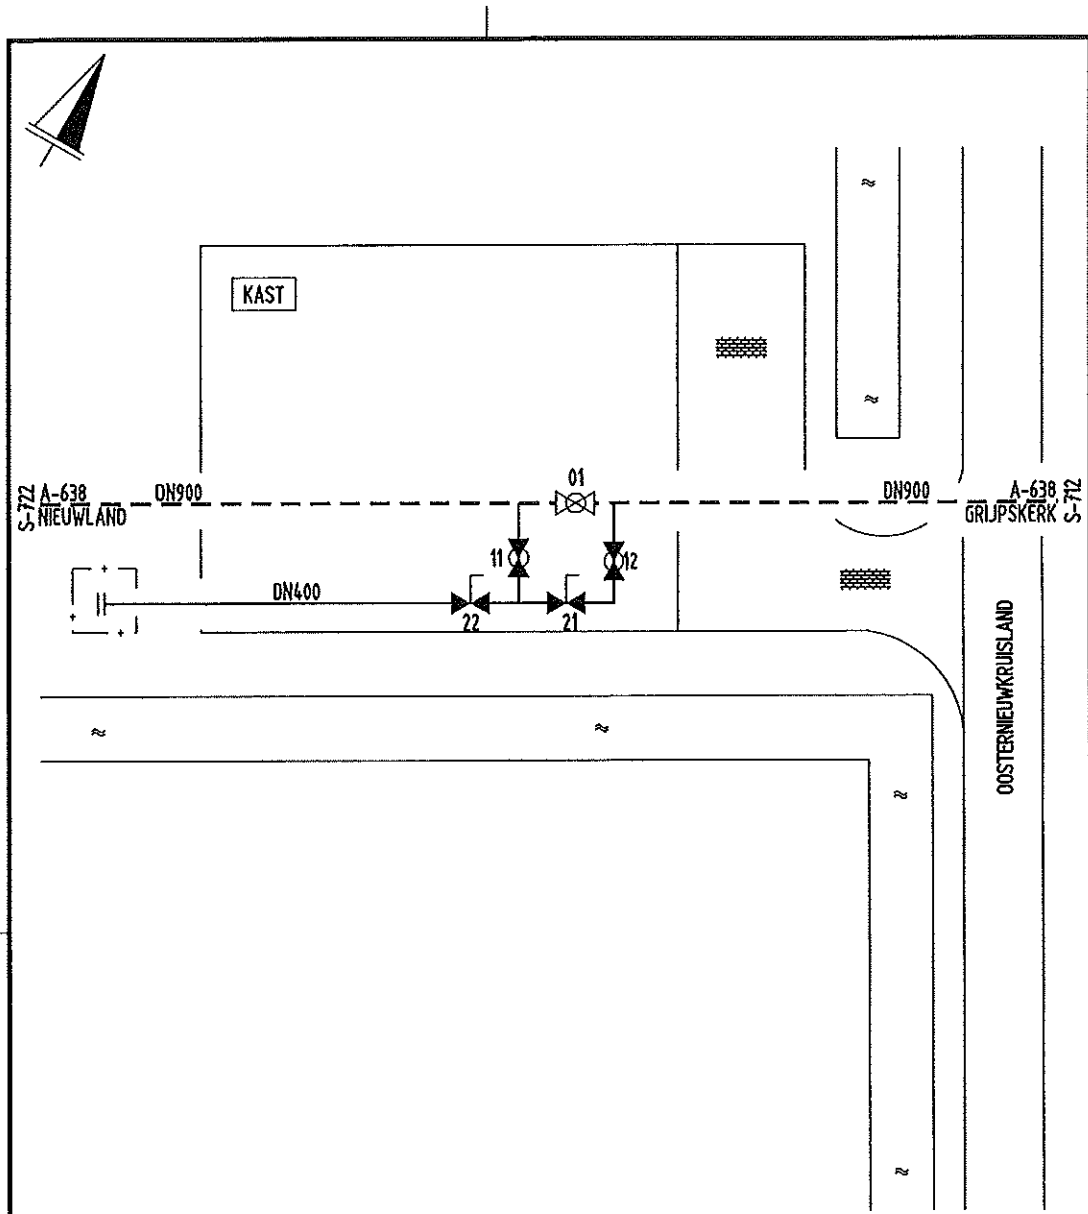 KAST
01
S-722
A-638
DN900
DN900
A-638
S-712
NIEUWLAND
GRIJPSKERK
11
12
DN400
22
21
OOSTERNIEUWKRUISLAND